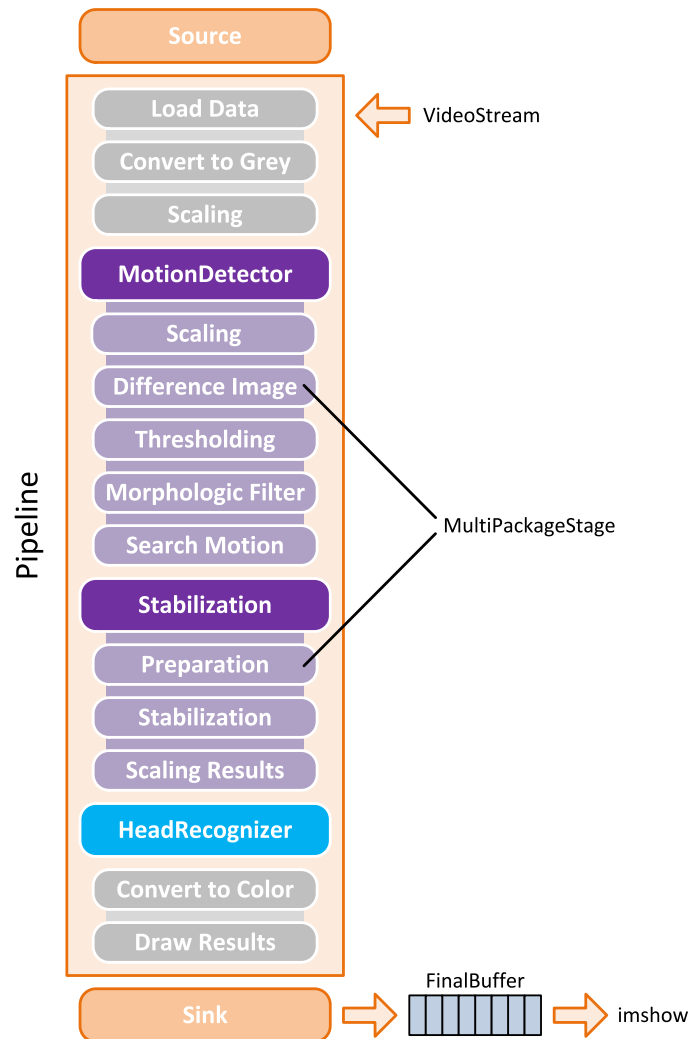 Source
Load Data
VideoStream
Convert to Grey
Scaling
MotionDetector
Scaling
Difference Image
Thresholding
Morphologic Filter
Pipeline
MultiPackageStage
Search Motion
Stabilization
Preparation
Stabilization
Scaling Results
HeadRecognizer
Convert to Color
Draw Results
FinalBuffer
Sink
imshow